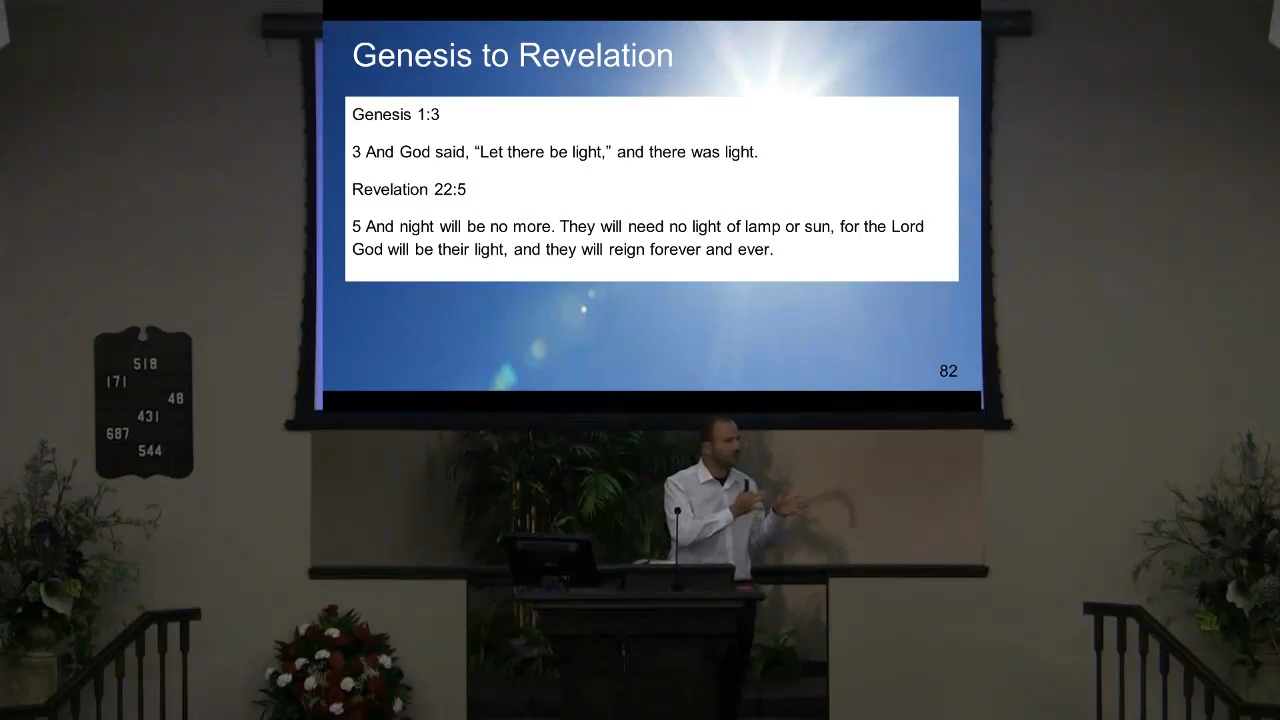 Genesis to Revelation
Genesis 1:3
3 And God said, “Let there be light,” and there was light.
Revelation 22:5
5 And night will be no more. They will need no light of lamp or sun, for the Lord
God will be their light, and they will reign forever and ever.
82
518
171
48
431
687
544